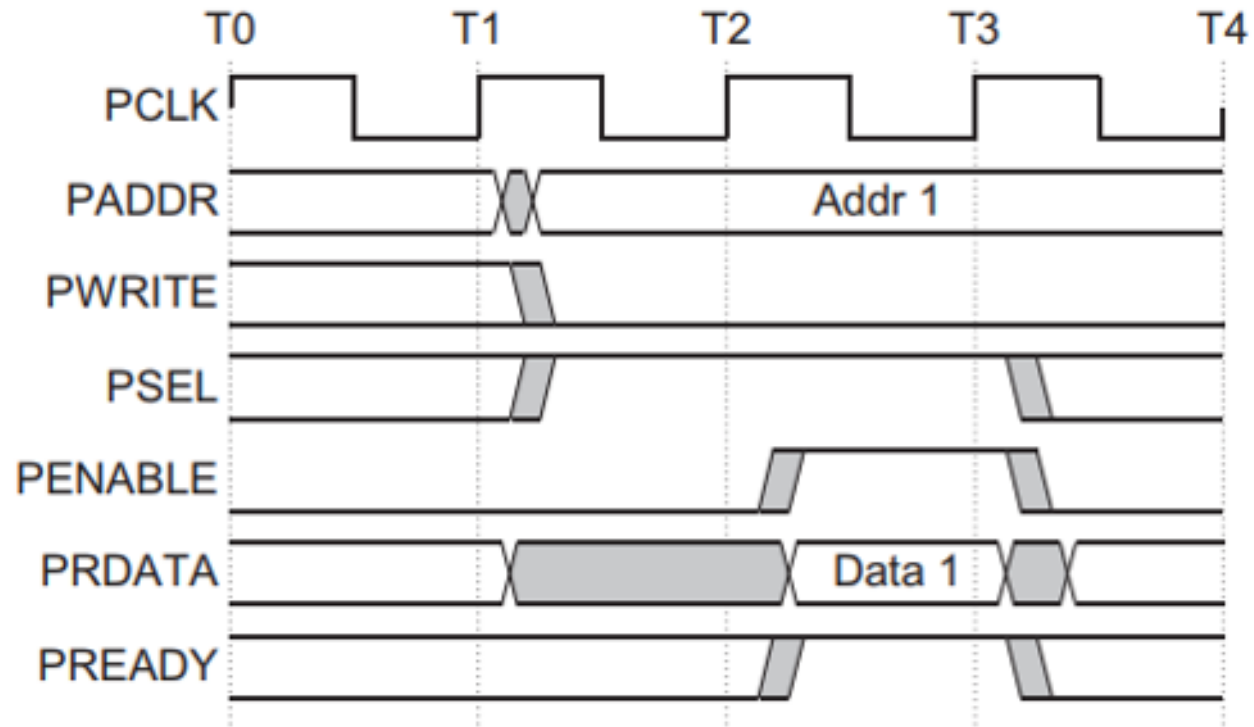 T0 T1 T2 T3 T4
PCLK
PADDR Addr 1
PWRITE
PSEL
PENABLE
PRDATA Data 1
PREADY